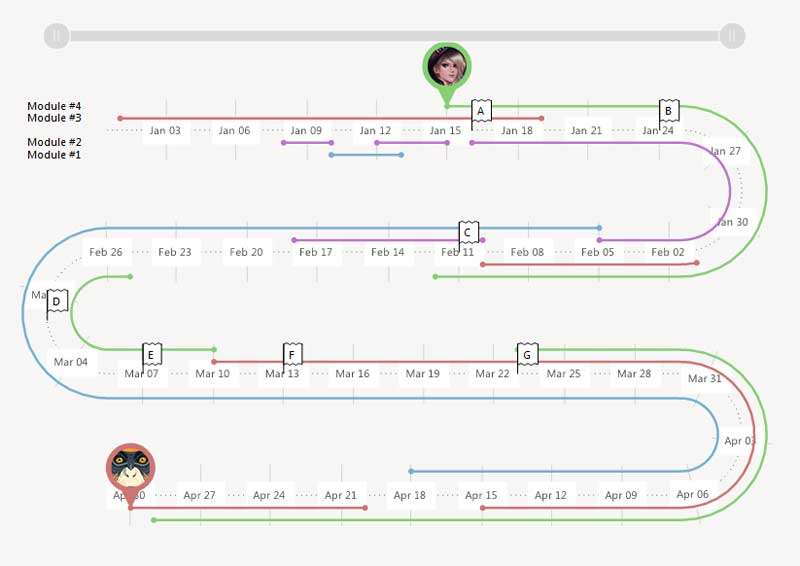 Module #4
Module #3
A
B
Jan 03 Jan 06 Jan 09 Jan 12 Jan 15 Jan 18 Jan 21 Jan 24
Module #2
Jan 27
Module #1
Jan 30
C
Feb 26 Feb 23 Feb 20 Feb 17 Feb 14 Feb 11 Feb 08 Feb 05 Feb 02
Ma
D
E F G
Mar 04
Mar 07 Mar 10 Mar 13 Mar 16 Mar 19 Mar 22 Mar 25 Mar 28 Mar 31
Apr 03
Apr 30 Apr 27 Apr 24 Apr 21 Apr 18 Apr 15 Apr 12 Apr 09 Apr 06